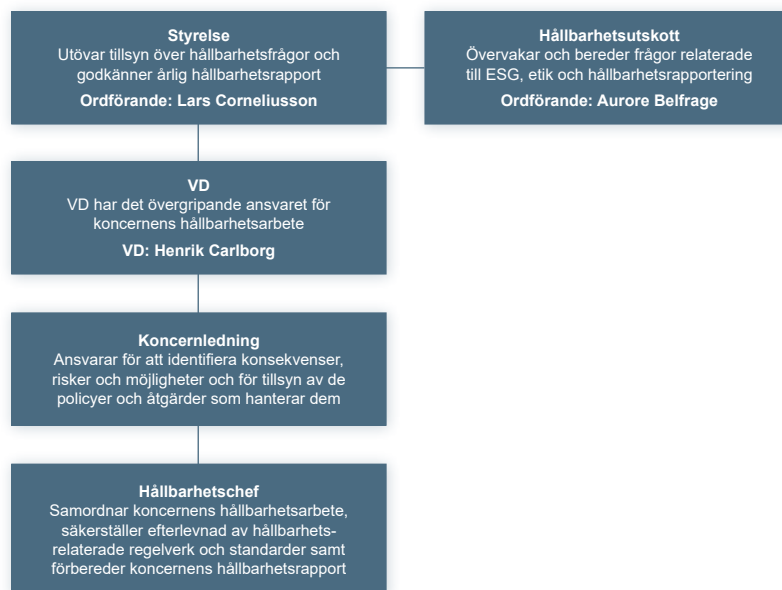 Styrelse
Utövar tillsyn över hållbarhetsfrågor och
godkänner årlig hållbarhetsrapport
Ordförande: Lars Corneliusson
Hållbarhetsutskott
Övervakar och bereder frågor relaterade
till ESG, etik och hållbarhetsrapportering
Ordförande: Aurore Belfrage
VD
VD har det övergripande ansvaret för
koncernens hållbarhetsarbete
VD: Henrik Carlborg
Koncernledning
Ansvarar för att identifiera konsekvenser,
risker och möjligheter och för tillsyn av de
policyer och åtgärder som hanterar dem
Hållbarhetschef
Samordnar koncernens hållbarhetsarbete,
säkerställer efterlevnad av hållbarhets-
relaterade regelverk och standarder samt
förbereder koncernens hållbarhetsrapport